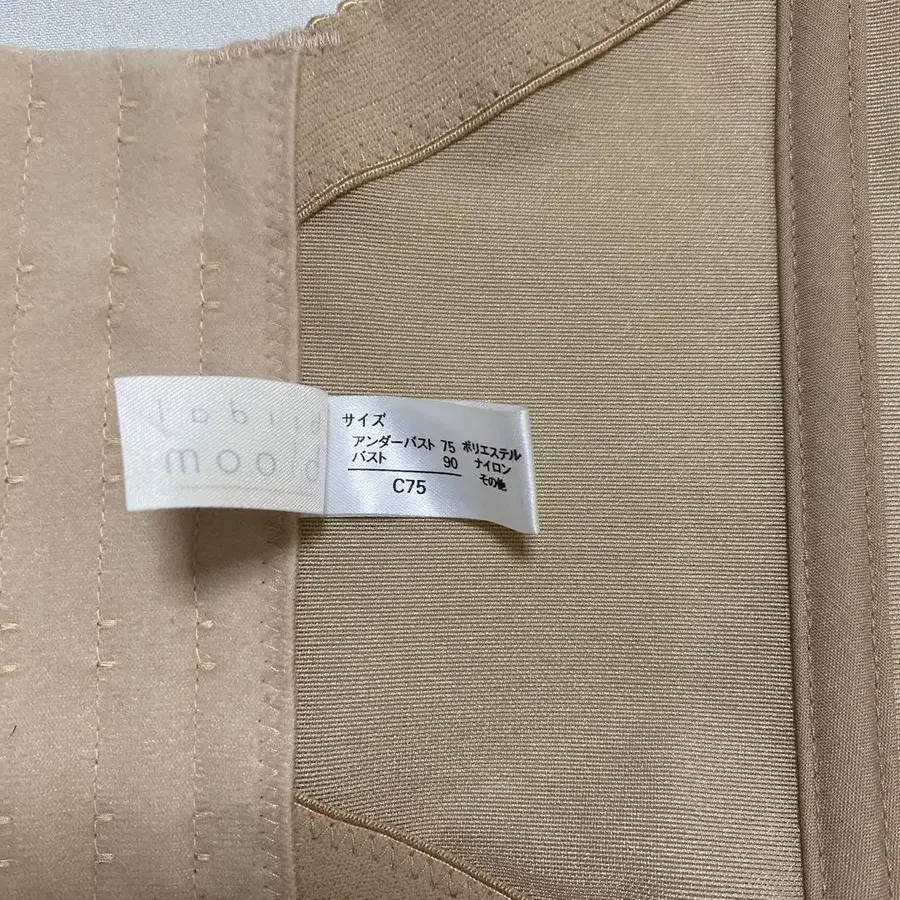 サイズ
アンダーバスト 75
バスト 90
C75
ポリエステル
ナイロン
その他